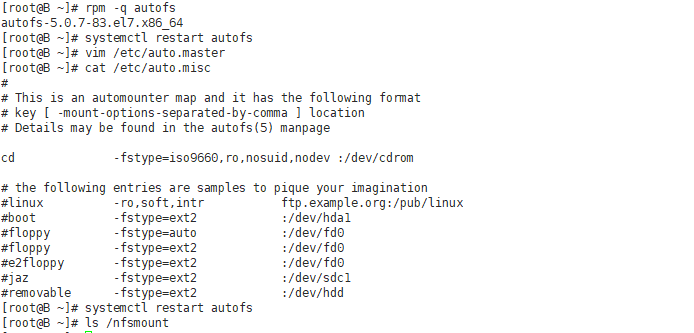 [root@B ~]# rpm -q autofs
autofs-5.0.7-83.el7.x86_64
[root@B ~]# systemctl restart autofs
[root@B ~]# vim /etc/auto.master
[root@B ~]# cat /etc/auto.misc
#
# This is an automounter map and it has the following format
# key [ -mount-options-separated-by-comma ] location
# Details may be found in the autofs(5) manpage
cd -fstype=iso9660,ro,nosuid,nodev :/dev/cdrom
# the following entries are samples to pique your imagination
#linux -ro,soft,intr ftp.example.org:/pub/linux
#boot -fstype=ext2 :/dev/hda1
#floppy -fstype=auto :/dev/fd0
#floppy -fstype=ext2 :/dev/fd0
#e2floppy -fstype=ext2 :/dev/fd0
#jaz -fstype=ext2 :/dev/sdc1
#removable -fstype=ext2 :/dev/hdd
[root@B ~]# systemctl restart autofs
[root@B ~]# ls /nfsmount